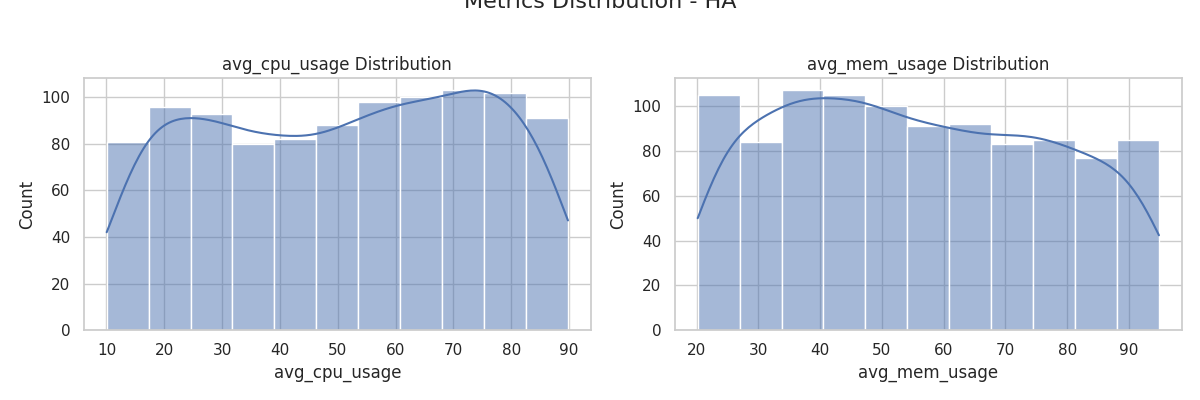 Metrics Distribution - HA
avg_cpu_usage Distribution
avg_mem_usage Distribution
Count
100
80
60
40
20
0
10 20 30 40 50 60 70 80 90
avg_cpu_usage
Count
100
80
60
40
20
0
20 30 40 50 60 70 80 90
avg_mem_usage